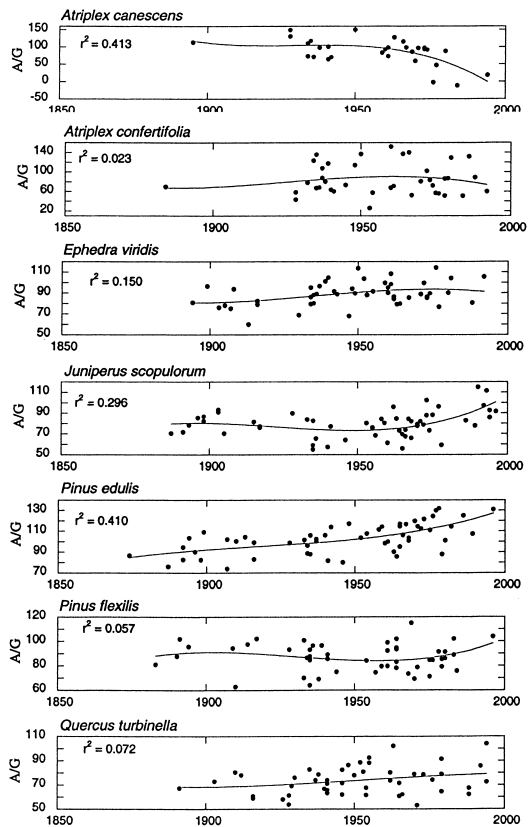 Atriplex canescens
150
100
50
0
-50
A/G
r² = 0.413
1850 1900 1950 2000
Atriplex confertifolia
140
100
60
20
A/G
r² = 0.023
1850 1900 1950 2000
Ephedra viridis
110
90
70
50
A/G
r² = 0.150
1850 1900 1950 2000
Juniperus scopulorum
110
90
70
50
A/G
r² = 0.296
1850 1900 1950 2000
Pinus edulis
130
110
90
70
A/G
r² = 0.410
1850 1900 1950 2000
Pinus flexilis
120
100
80
60
A/G
r² = 0.057
1850 1900 1950 2000
Quercus turbinella
110
90
70
50
A/G
r² = 0.072
1850 1900 1950 2000